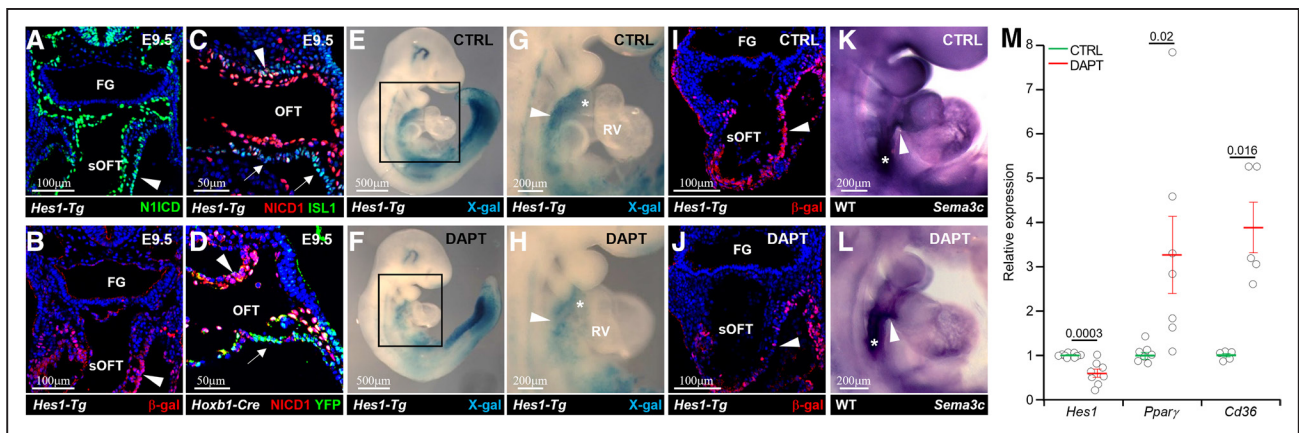 A
E9.5
FG
sOFT
100μm
Hes1-Tg
N1ICD
C
E9.5
OFT
50μm
Hes1-Tg
NICD1 ISL1
E
CTRL
500μm
Hes1-Tg
X-gal
G
CTRL
*
RV
200μm
Hes1-Tg
X-gal
I
CTRL
FG
sOFT
100μm
Hes1-Tg
β-gal
K
CTRL
*
200μm
WT
Sema3c
B
E9.5
FG
sOFT
100μm
Hes1-Tg
β-gal
D
E9.5
OFT
50μm
Hoxb1-Cre
NICD1 YFP
F
DAPT
500μm
Hes1-Tg
X-gal
H
DAPT
*
RV
200μm
Hes1-Tg
X-gal
J
DAPT
FG
sOFT
100μm
Hes1-Tg
β-gal
L
DAPT
*
200μm
WT
Sema3c
M
CTRL
DAPT
Relative expression
8
7
6
5
4
3
2
1
0
0.0003
0.02
0.016
Hes1
Pparγ
Cd36